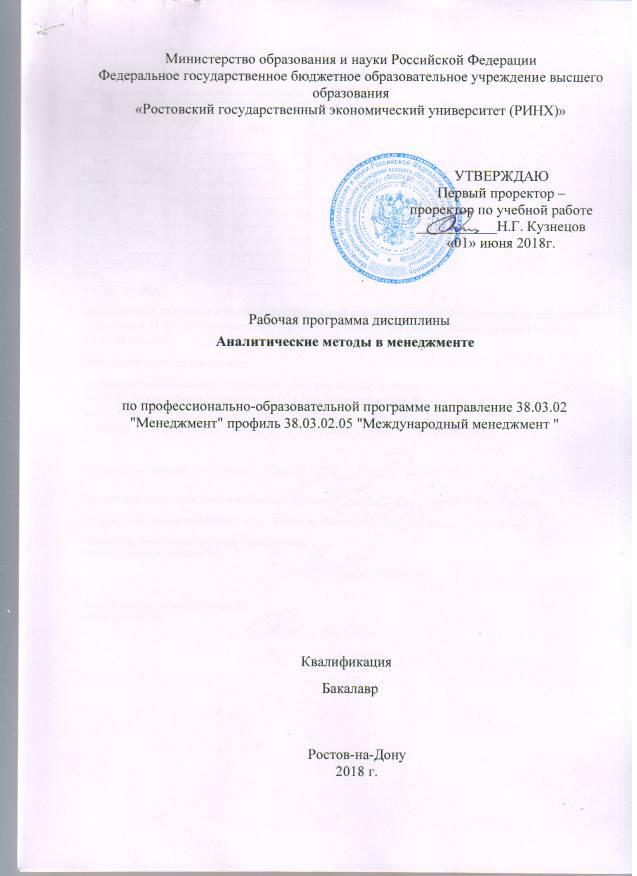 Министерство образования и науки Российской Федерации
Федеральное государственное бюджетное образовательное учреждение высшего
образования
«Ростовский государственный экономический университет (РИНХ)»
УТВЕРЖДАЮ
Первый проректор –
проректор по учебной работе
Н.Г. Кузнецов
«01» июня 2018г.
Рабочая программа дисциплины
Аналитические методы в менеджменте
по профессионально-образовательной программе направление 38.03.02
"Менеджмент" профиль 38.03.02.05 "Международный менеджмент "
Квалификация
Бакалавр
Ростов-на-Дону
2018 г.